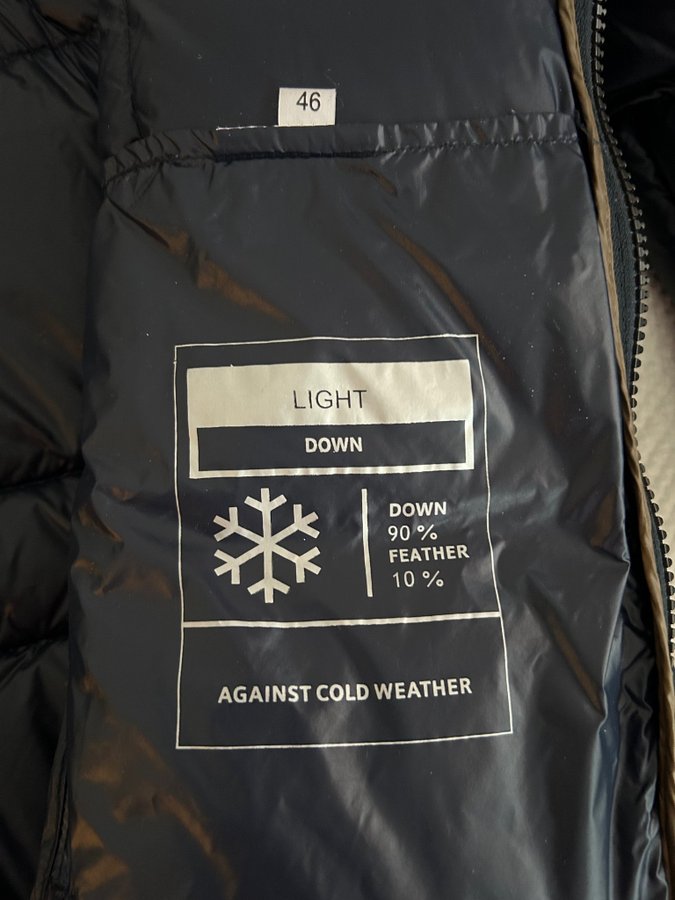 46
LIGHT
DOWN
DOWN
90 %
FEATHER
10 %
AGAINST COLD WEATHER